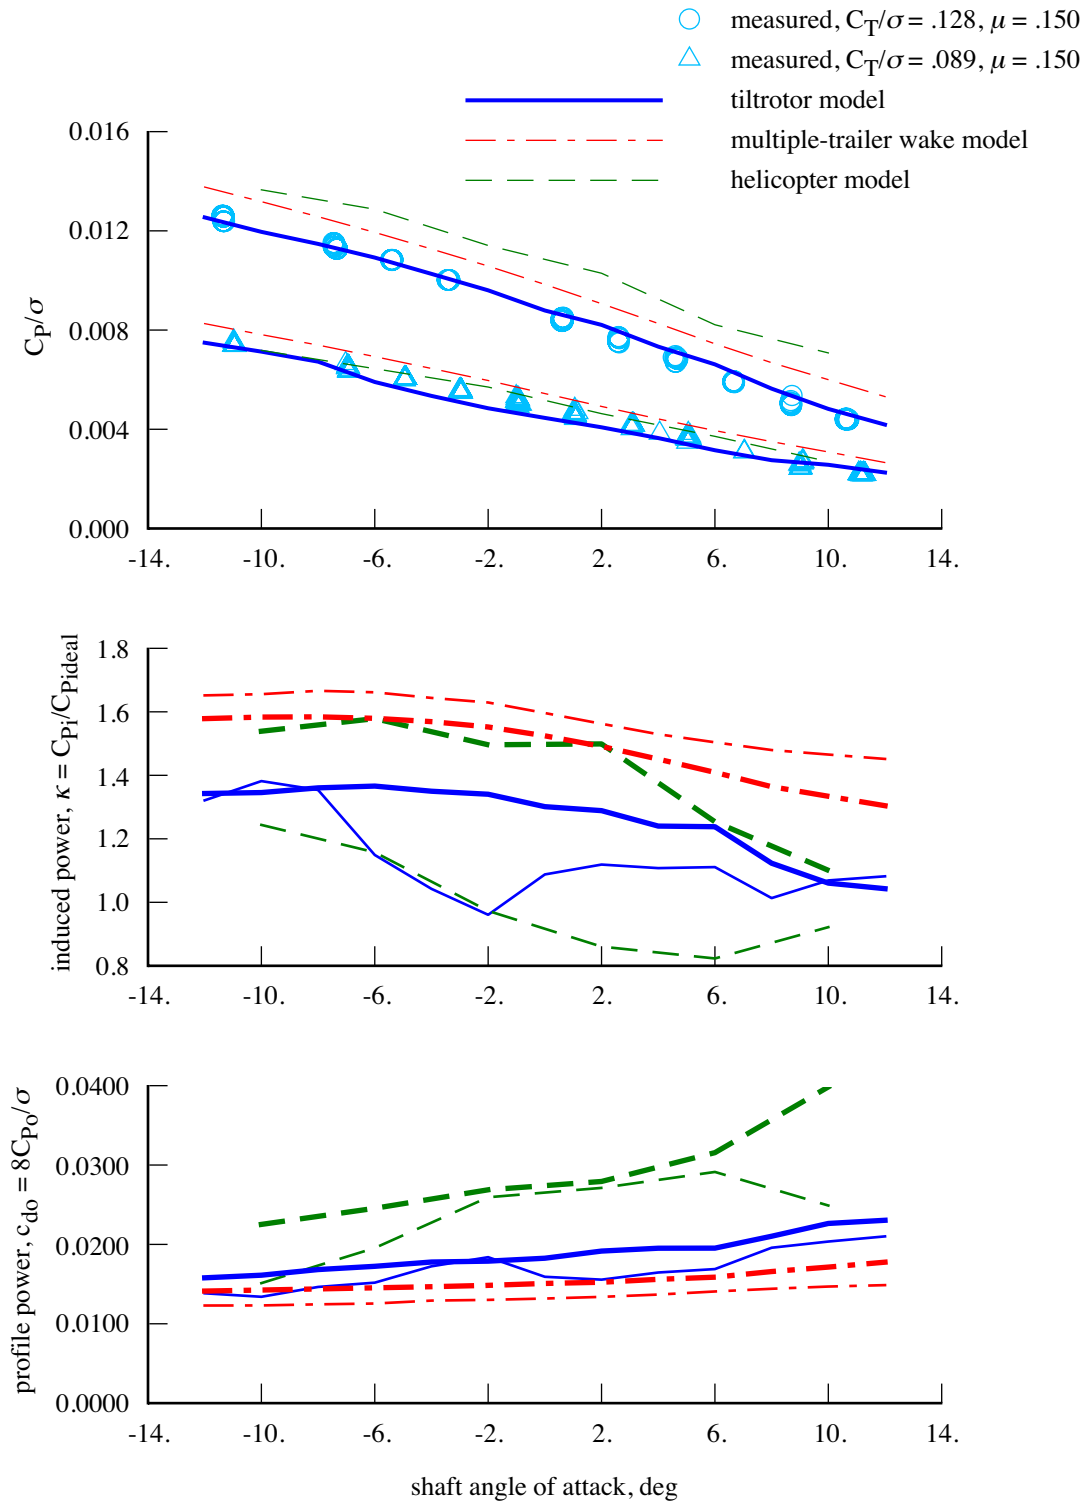 measured, C_T/σ = .128, μ = .150
measured, C_T/σ = .089, μ = .150
tiltrotor model
multiple-trailer wake model
helicopter model
C_P/σ
0.016
0.012
0.008
0.004
0.000
-14. -10. -6. -2. 2. 6. 10. 14.
induced power, κ = C_Pi/C_Pideal
1.8
1.6
1.4
1.2
1.0
0.8
-14. -10. -6. -2. 2. 6. 10. 14.
profile power, c_do = 8C_Po/σ
0.0400
0.0300
0.0200
0.0100
0.0000
-14. -10. -6. -2. 2. 6. 10. 14.
shaft angle of attack, deg